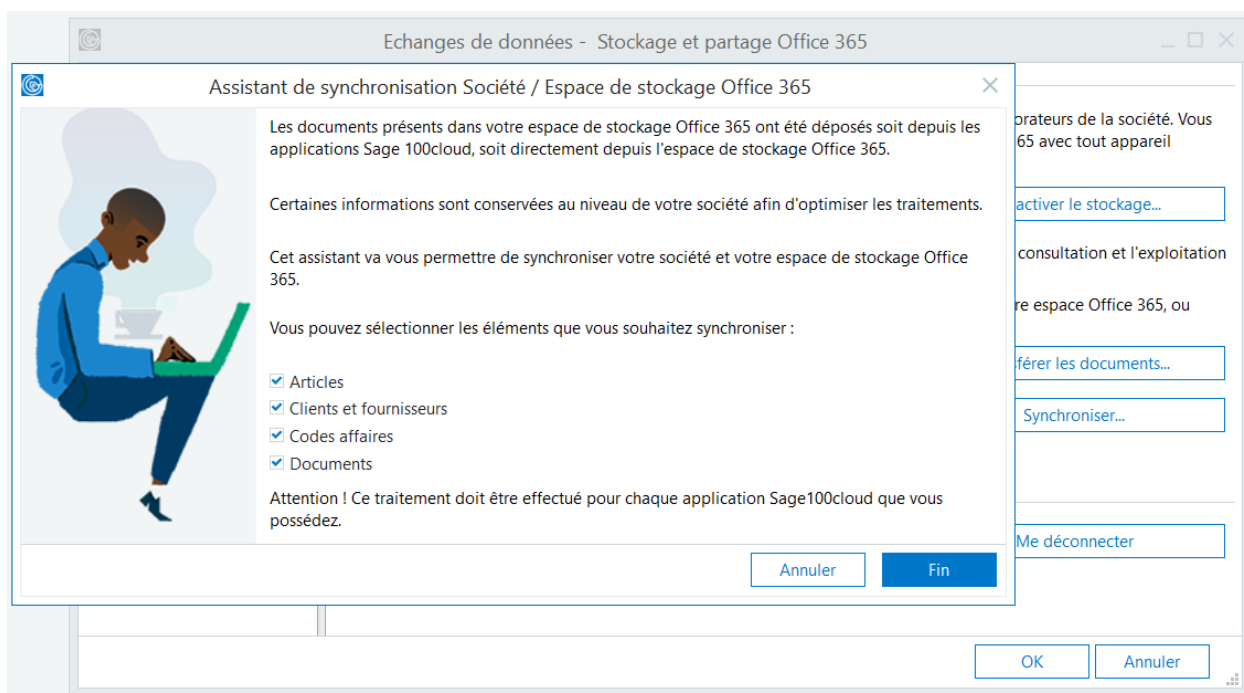 Echanges de données - Stockage et partage Office 365
Assistant de synchronisation Société / Espace de stockage Office 365
Les documents présents dans votre espace de stockage Office 365 ont été déposés soit depuis les
applications Sage 100cloud, soit directement depuis l'espace de stockage Office 365.
Certaines informations sont conservées au niveau de votre société afin d'optimiser les traitements.
Cet assistant va vous permettre de synchroniser votre société et votre espace de stockage Office
365.
Vous pouvez sélectionner les éléments que vous souhaitez synchroniser :
Articles
Clients et fournisseurs
Codes affaires
Documents
Attention ! Ce traitement doit être effectué pour chaque application Sage100cloud que vous
possédez.
Annuler
Fin
orateurs de la société. Vous
65 avec tout appareil
activer le stockage...
consultation et l'exploitation
re espace Office 365, ou
férer les documents...
Synchroniser...
Me déconnecter
OK
Annuler